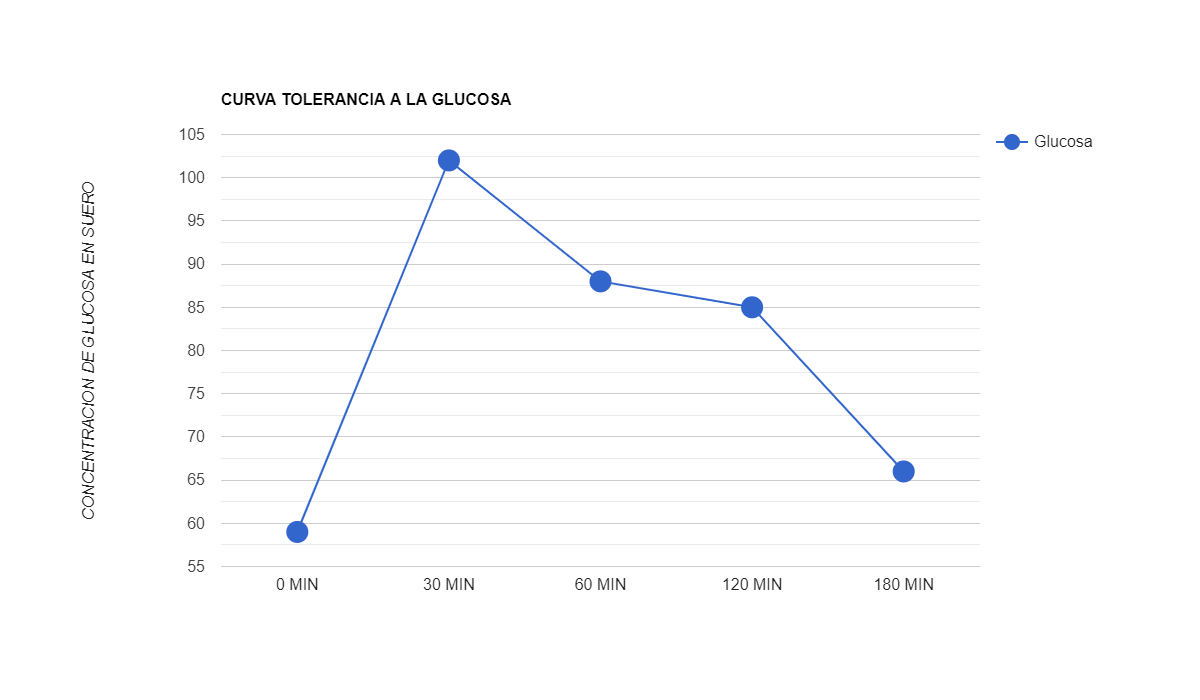 CURVA TOLERANCIA A LA GLUCOSA
Glucosa
CONCENTRACION DE GLUCOSA EN SUERO
105
100
95
90
85
80
75
70
65
60
55
0 MIN
30 MIN
60 MIN
120 MIN
180 MIN